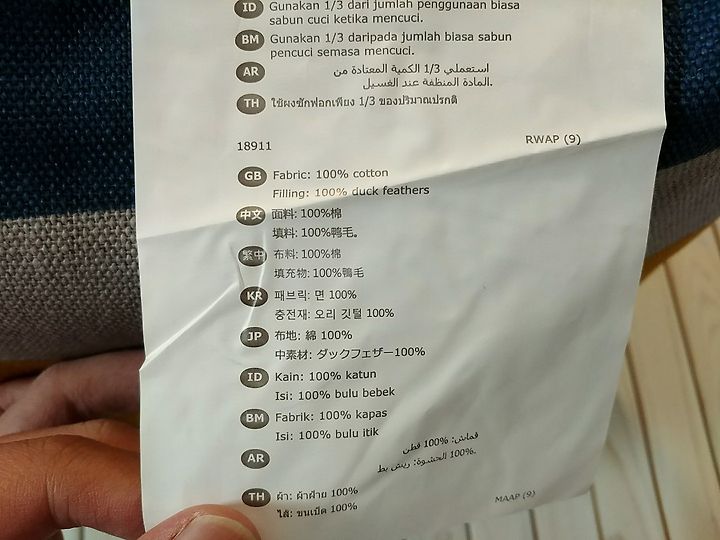 ID Gunakan 1/3 dari jumlah penggunaan biasa
sabun cuci ketika mencuci.
BM Gunakan 1/3 daripada jumlah biasa sabun
pencuci semasa mencuci.
AR استعملي 1/3 الكمية المعتادة من
المادة المنظفة عند الغسيل.
TH ใช้ผงซักฟอกเพียง 1/3 ของปริมาณปรกติ
18911 RWAP (9)
GB Fabric: 100% cotton
Filling: 100% duck feathers
中文 面料: 100%棉
填料: 100%鸭毛。
繁中 布料: 100%棉
填充物: 100%鴨毛
KR 패브릭: 면 100%
충전재: 오리 깃털 100%
JP 布地: 綿 100%
中素材: ダックフェザー100%
ID Kain: 100% katun
Isi: 100% bulu bebek
BM Fabrik: 100% kapas
Isi: 100% bulu itik
AR قماش: 100% قطن
100% الحشوة: ريش بط.
TH ผ้า: ผ้าฝ้าย 100%
ไส้: ขนเป็ด 100%
MAAP (9)